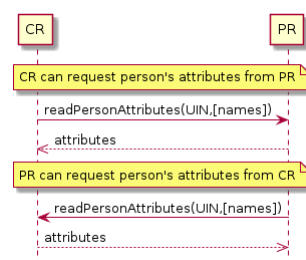 CR PR
CR can request person's attributes from PR
readPersonAttributes(UIN,[names])
attributes
PR can request person's attributes from CR
readPersonAttributes(UIN,[names])
attributes